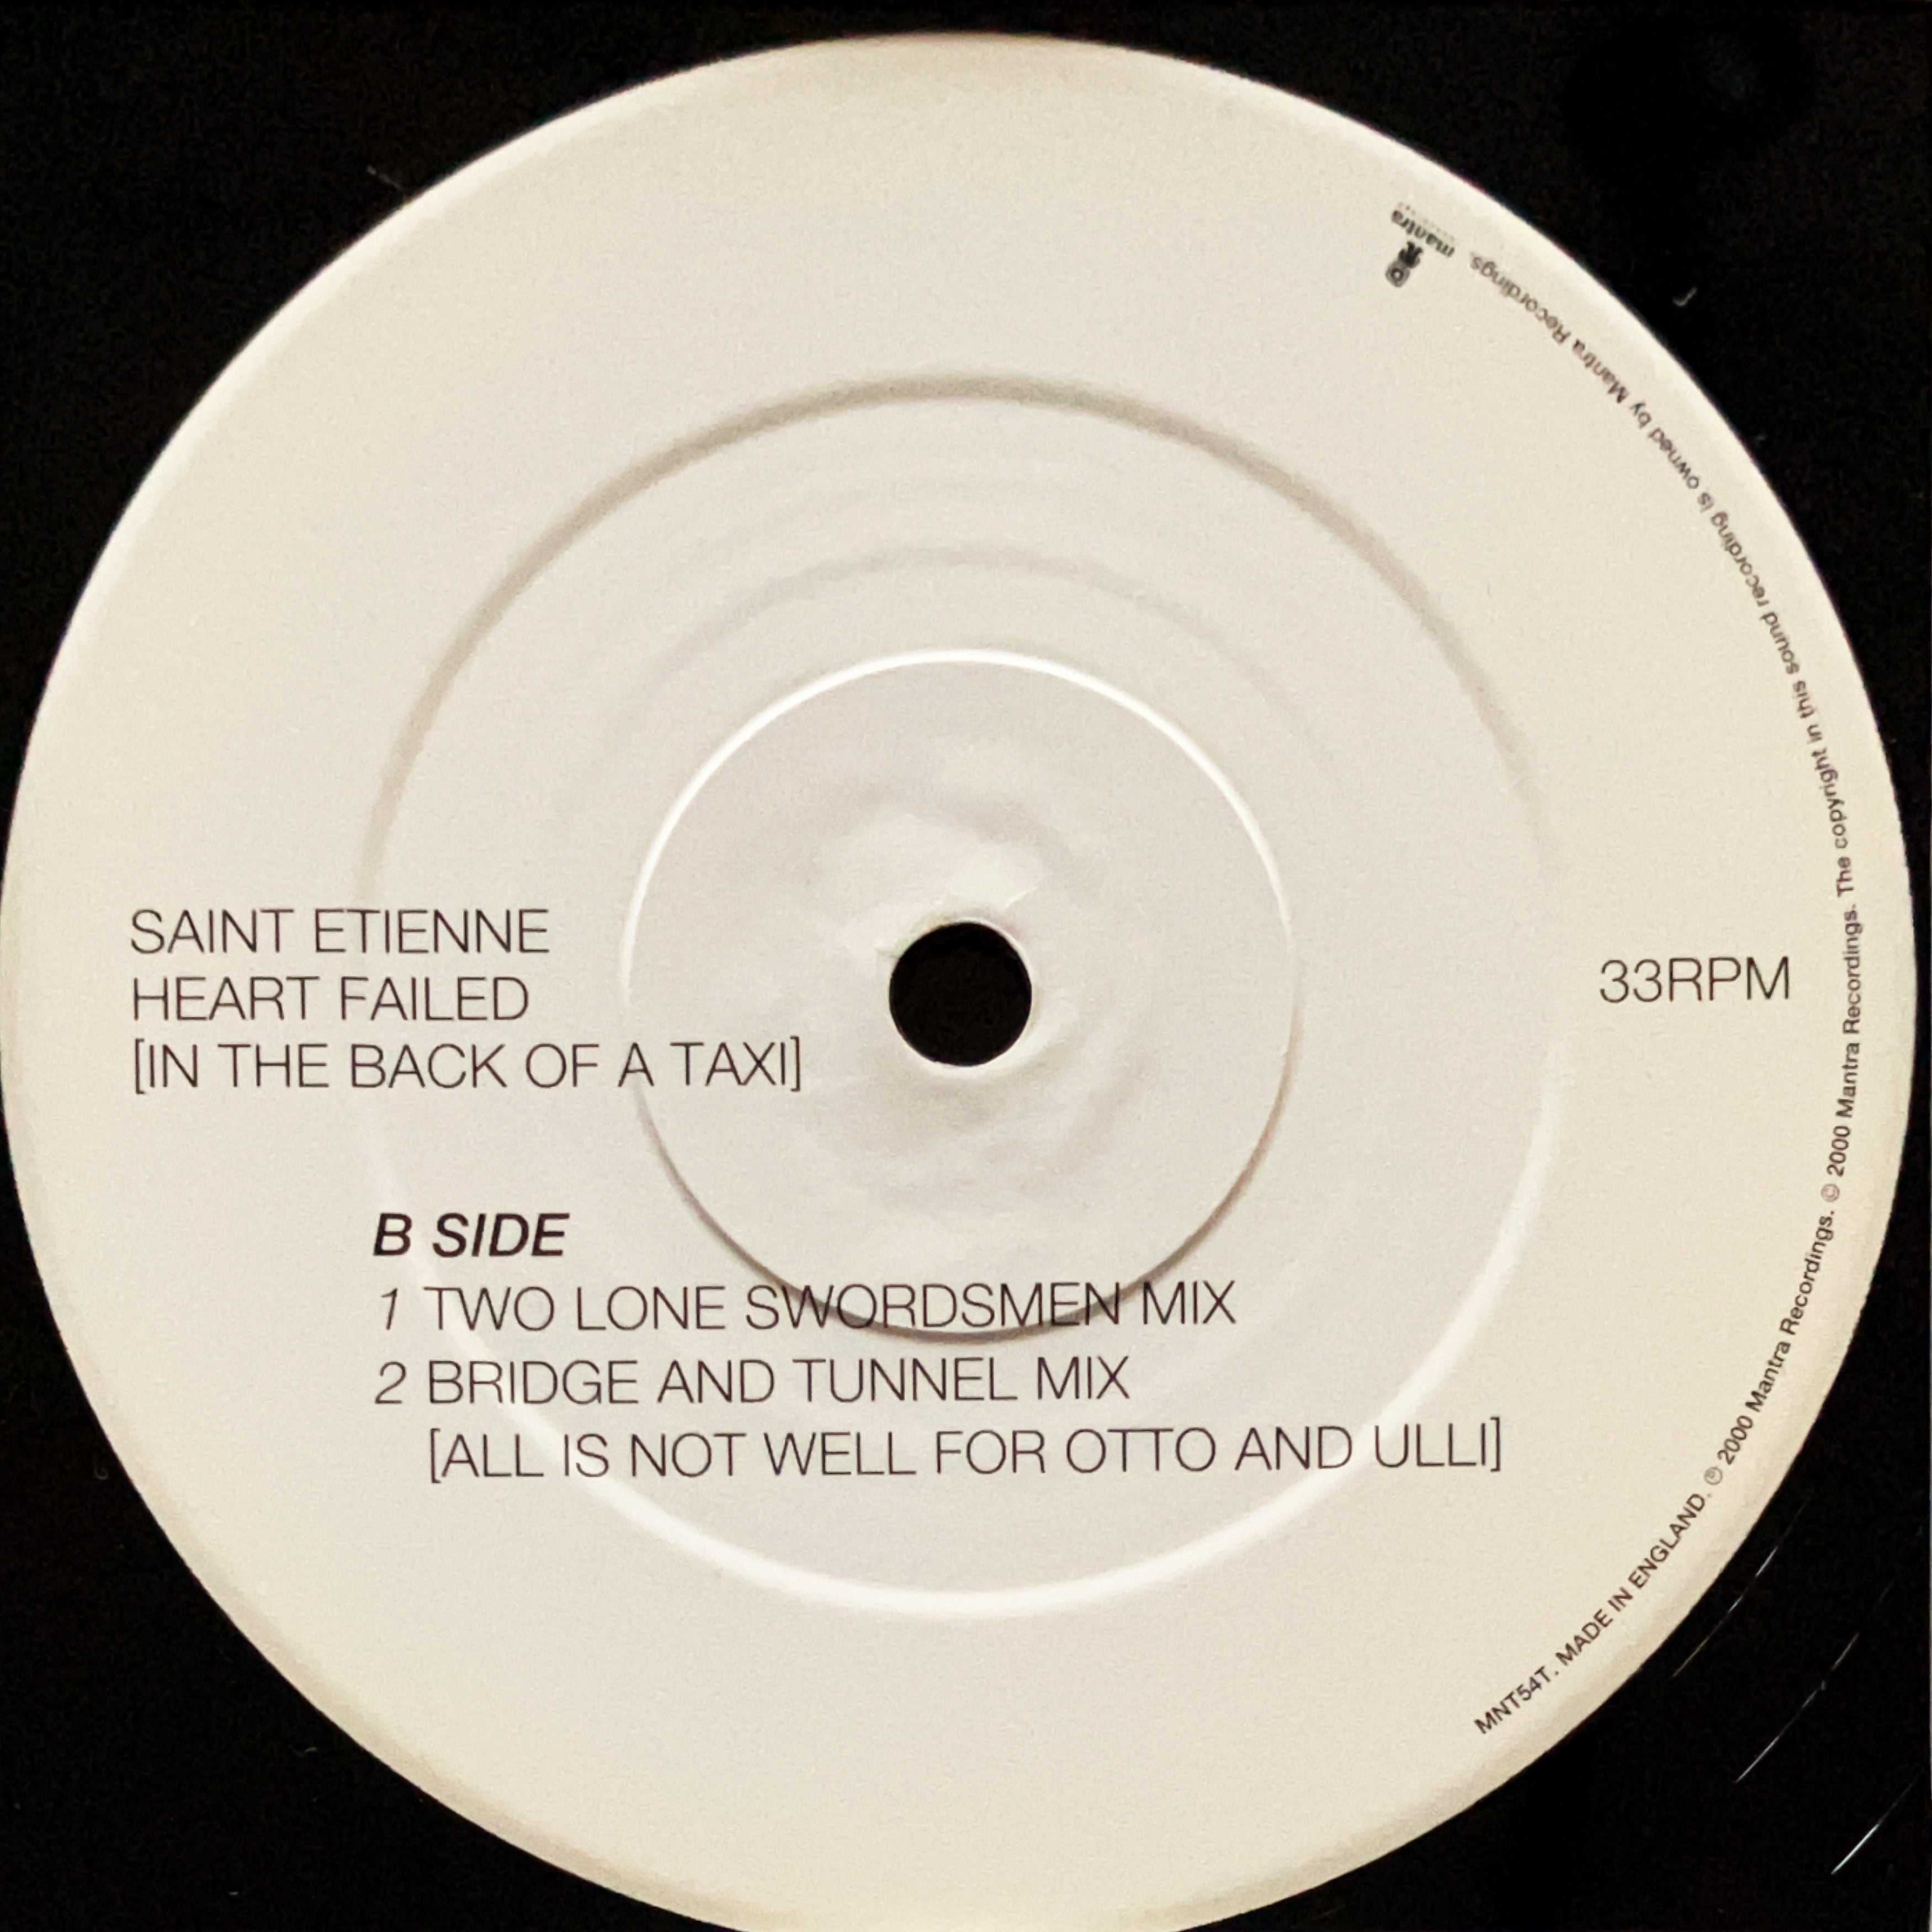 SAINT ETIENNE
HEART FAILED
[IN THE BACK OF A TAXI]
33RPM
B SIDE
1 TWO LONE SWORDSMEN MIX
2 BRIDGE AND TUNNEL MIX
[ALL IS NOT WELL FOR OTTO AND ULLI]
MNT54T. MADE IN ENGLAND. ℗ 2000 Mantra Recordings. © 2000 Mantra Recordings. The copyright in this sound recording is owned by Mantra Recordings.
mantra